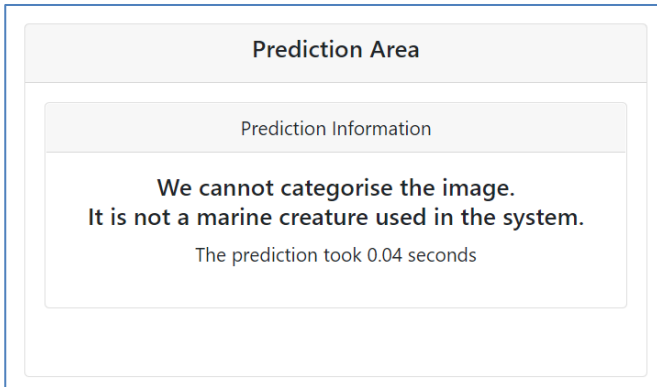 Prediction Area
Prediction Information
We cannot categorise the image.
It is not a marine creature used in the system.
The prediction took 0.04 seconds